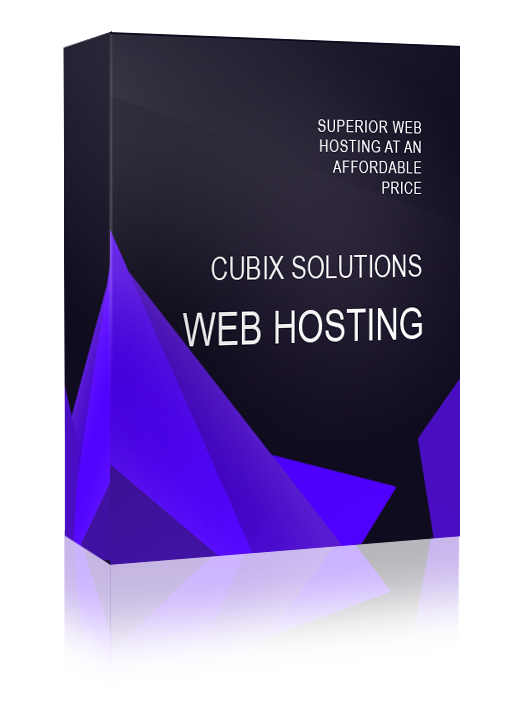 SUPERIOR WEB
HOSTING AT AN
AFFORDABLE
PRICE
CUBIX SOLUTIONS
WEB HOSTING